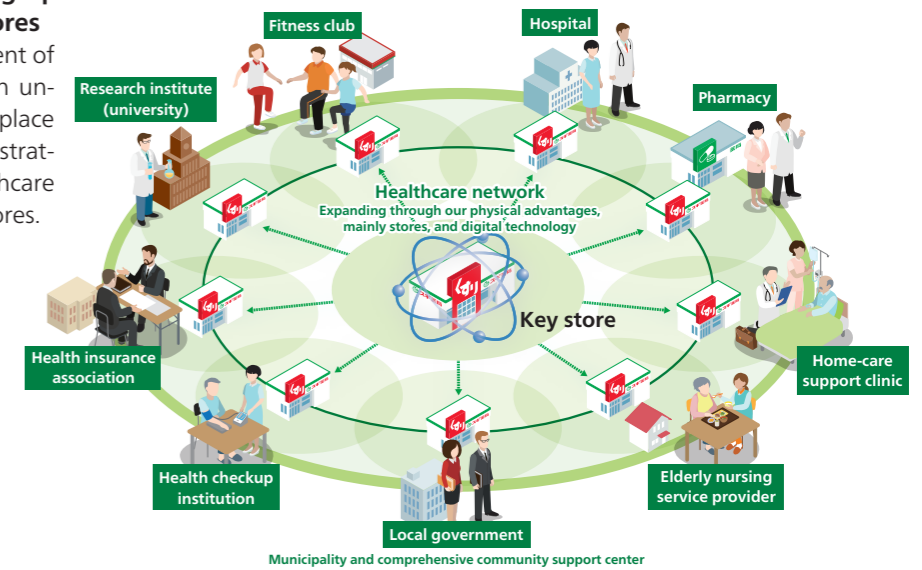 ores
ent of
n un-
place
strat-
hcare
ores.
Fitness club
Hospital
Research institute
(university)
Pharmacy
Healthcare network
Expanding through our physical advantages,
mainly stores, and digital technology
Key store
Health insurance
association
Home-care
support clinic
Health checkup
institution
Elderly nursing
service provider
Local government
Municipality and comprehensive community support center